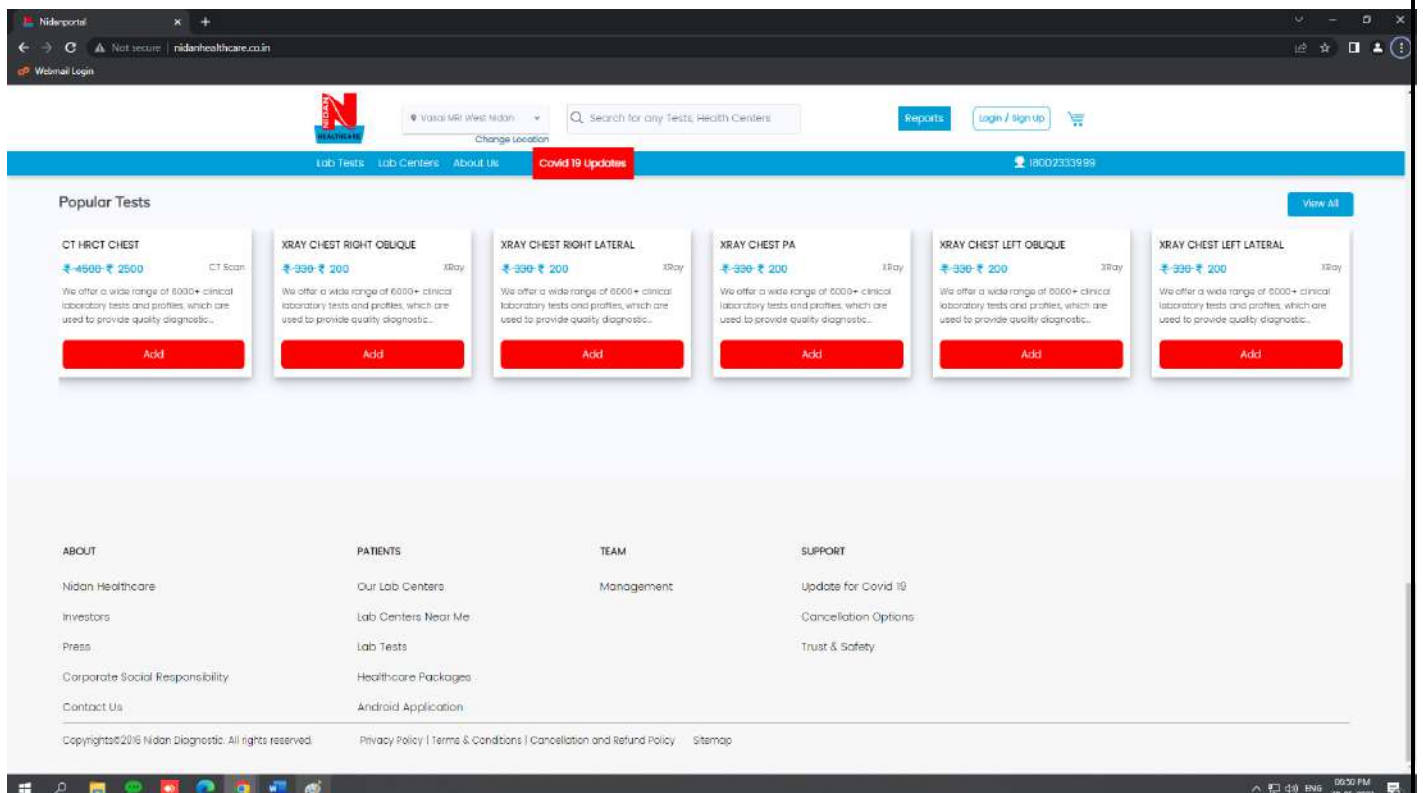 Nidanportal
Not secure | nidanhealthcare.co.in
Webmail Login
NIDAN
HEALTHCARE
Vasai MRI West Nidan
Search for any Tests, Health Centers
Reports
Login / Sign Up
Change Location
Lab Tests Lab Centers About Us Covid 19 Updates 18002333999
Popular Tests
View All
CT HRCT CHEST
₹ 4500 ₹ 2500 CT Scan
We offer a wide range of 6000+ clinical
laboratory tests and profiles, which are
used to provide quality diagnostic...
Add
XRAY CHEST RIGHT OBLIQUE
₹ 330 ₹ 200 XRay
We offer a wide range of 6000+ clinical
laboratory tests and profiles, which are
used to provide quality diagnostic...
Add
XRAY CHEST RIGHT LATERAL
₹ 330 ₹ 200 XRay
We offer a wide range of 6000+ clinical
laboratory tests and profiles, which are
used to provide quality diagnostic...
Add
XRAY CHEST PA
₹ 330 ₹ 200 XRay
We offer a wide range of 6000+ clinical
laboratory tests and profiles, which are
used to provide quality diagnostic...
Add
XRAY CHEST LEFT OBLIQUE
₹ 330 ₹ 200 XRay
We offer a wide range of 6000+ clinical
laboratory tests and profiles, which are
used to provide quality diagnostic...
Add
XRAY CHEST LEFT LATERAL
₹ 330 ₹ 200 XRay
We offer a wide range of 6000+ clinical
laboratory tests and profiles, which are
used to provide quality diagnostic...
Add
ABOUT
Nidan Healthcare
Investors
Press
Corporate Social Responsibility
Contact Us
PATIENTS
Our Lab Centers
Lab Centers Near Me
Lab Tests
Healthcare Packages
Android Application
TEAM
Management
SUPPORT
Update for Covid 19
Cancellation Options
Trust & Safety
Copyrights©2016 Nidan Diagnostic. All rights reserved. Privacy Policy | Terme & Conditions | Cancellation and Refund Policy Sitemap
ENG 06:50 PM